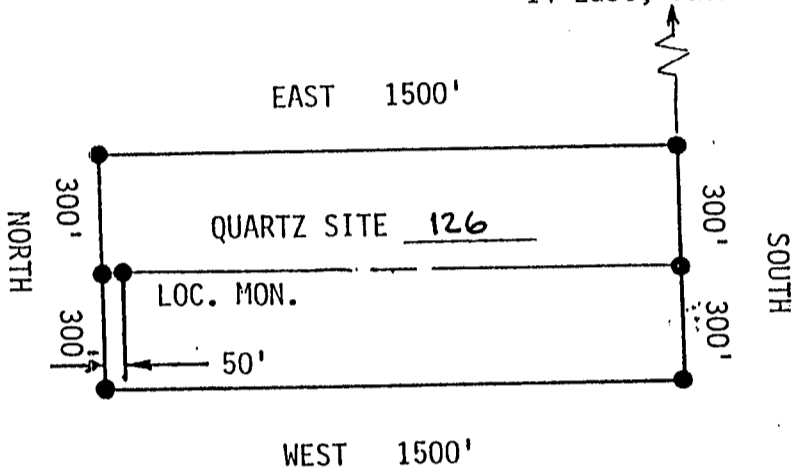 EAST 1500'
300'
300'
NORTH
QUARTZ SITE 126
SOUTH
LOC. MON.
300'
300'
50'
WEST 1500'